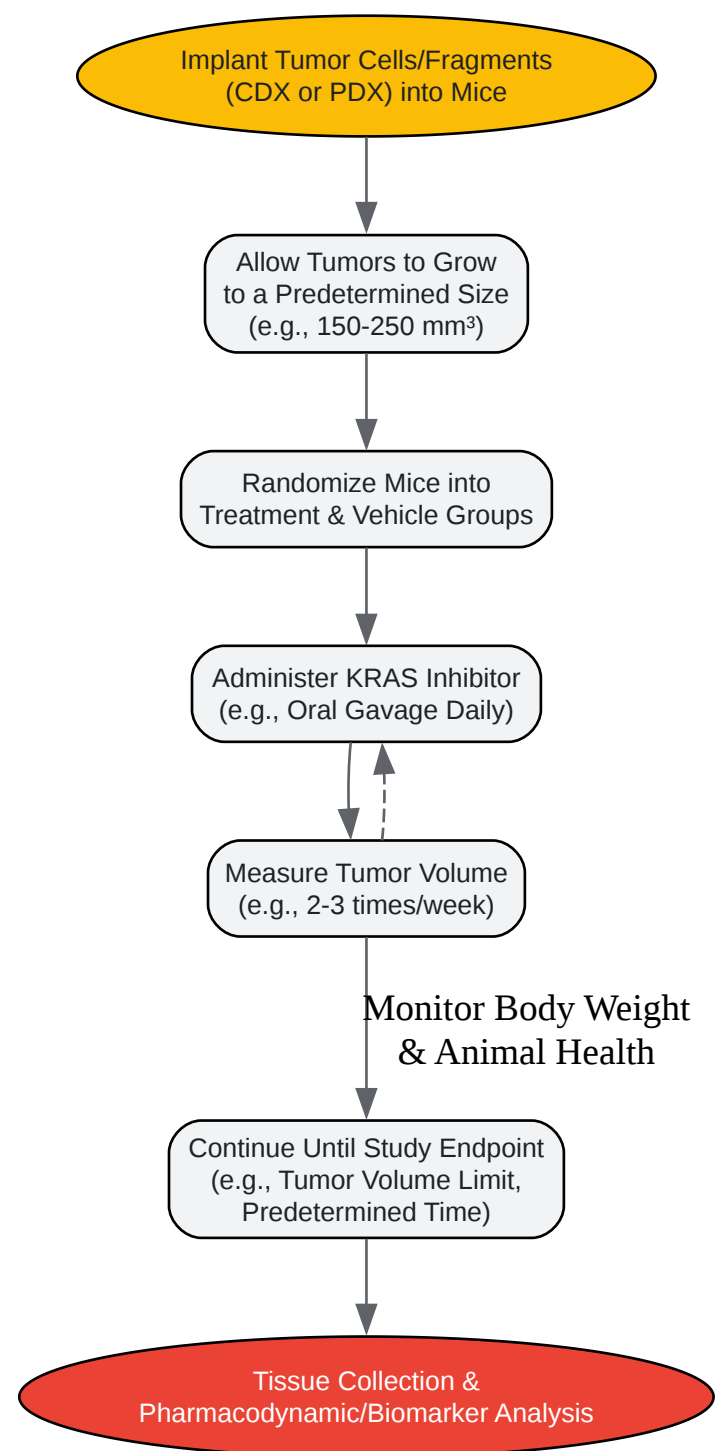 Implant Tumor Cells/Fragments
(CDX or PDX) into Mice
Allow Tumors to Grow
to a Predetermined Size
(e.g., 150-250 mm³)
Randomize Mice into
Treatment & Vehicle Groups
Administer KRAS Inhibitor
(e.g., Oral Gavage Daily)
Measure Tumor Volume
(e.g., 2-3 times/week)
Monitor Body Weight
& Animal Health
Continue Until Study Endpoint
(e.g., Tumor Volume Limit,
Predetermined Time)
Tissue Collection &
Pharmacodynamic/Biomarker Analysis